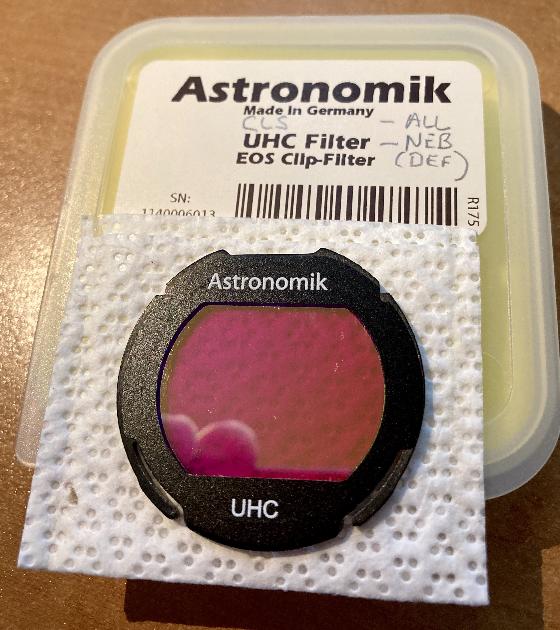 Astronomik
Made In Germany
CLS - ALL
UHC Filter - NEB
EOS Clip-Filter (DEF)
SN:
1140006013
R175
Astronomik
UHC